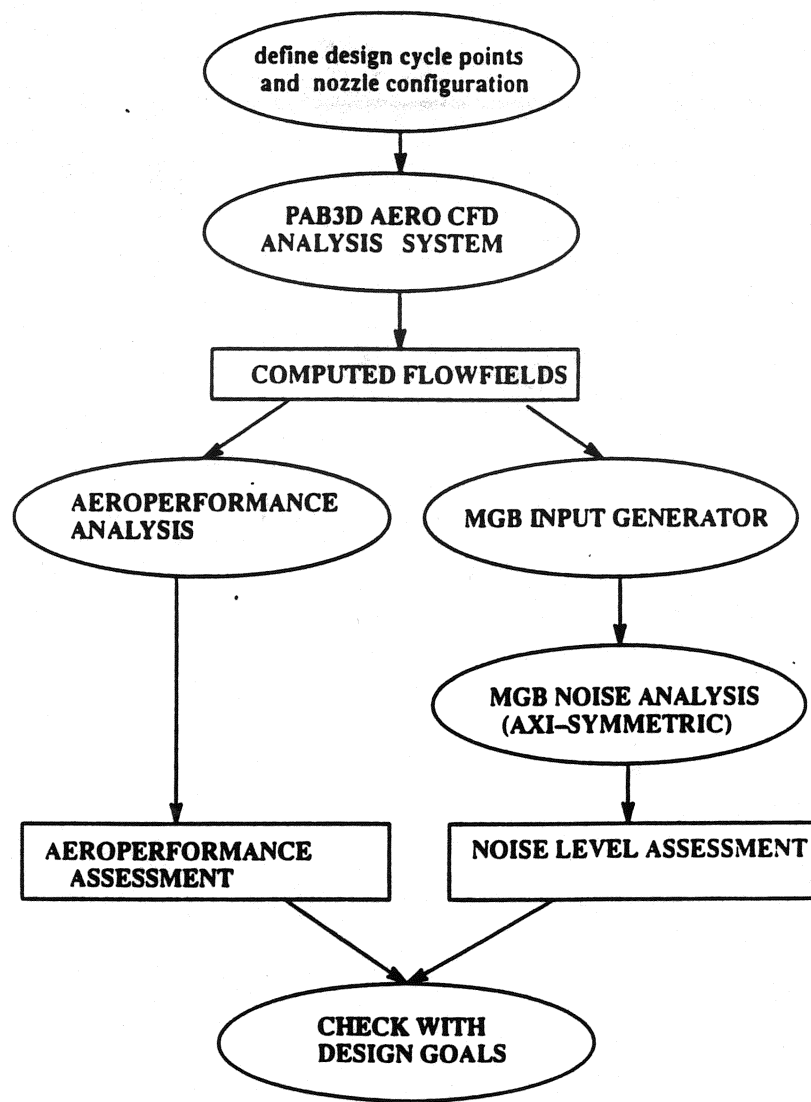 define design cycle points
and nozzle configuration
PAB3D AERO CFD
ANALYSIS SYSTEM
COMPUTED FLOWFIELDS
AEROPERFORMANCE
ANALYSIS
MGB INPUT GENERATOR
MGB NOISE ANALYSIS
(AXI–SYMMETRIC)
AEROPERFORMANCE
ASSESSMENT
NOISE LEVEL ASSESSMENT
CHECK WITH
DESIGN GOALS